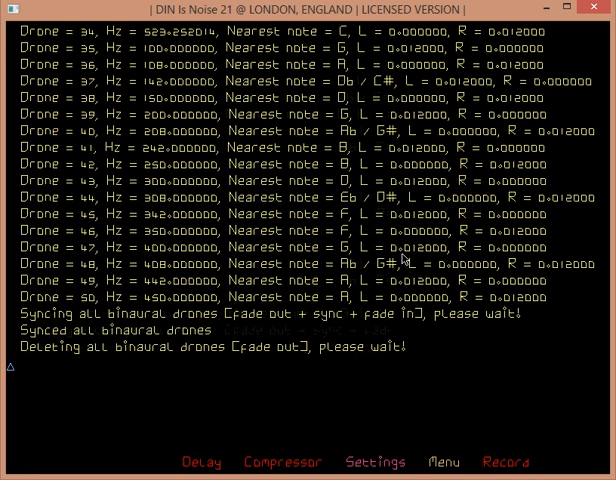 | DIN Is Noise 21 @ LONDON, ENGLAND | LICENSED VERSION |
Drone = 34, Hz = 523.252014, Nearest note = C, L = 0.000000, R = 0.012000
Drone = 35, Hz = 100.000000, Nearest note = G, L = 0.012000, R = 0.000000
Drone = 36, Hz = 108.000000, Nearest note = A, L = 0.000000, R = 0.012000
Drone = 37, Hz = 142.000000, Nearest note = Db / C#, L = 0.012000, R = 0.000000
Drone = 38, Hz = 150.000000, Nearest note = D, L = 0.000000, R = 0.012000
Drone = 39, Hz = 200.000000, Nearest note = G, L = 0.012000, R = 0.000000
Drone = 40, Hz = 208.000000, Nearest note = Ab / G#, L = 0.000000, R = 0.012000
Drone = 41, Hz = 242.000000, Nearest note = B, L = 0.012000, R = 0.000000
Drone = 42, Hz = 250.000000, Nearest note = B, L = 0.000000, R = 0.012000
Drone = 43, Hz = 300.000000, Nearest note = D, L = 0.012000, R = 0.000000
Drone = 44, Hz = 308.000000, Nearest note = Eb / D#, L = 0.000000, R = 0.012000
Drone = 45, Hz = 342.000000, Nearest note = F, L = 0.012000, R = 0.000000
Drone = 46, Hz = 350.000000, Nearest note = F, L = 0.000000, R = 0.012000
Drone = 47, Hz = 400.000000, Nearest note = G, L = 0.012000, R = 0.000000
Drone = 48, Hz = 408.000000, Nearest note = Ab / G#, L = 0.000000, R = 0.012000
Drone = 49, Hz = 442.000000, Nearest note = A, L = 0.012000, R = 0.000000
Drone = 50, Hz = 450.000000, Nearest note = A, L = 0.000000, R = 0.012000
Syncing all binaural drones [fade out + sync + fade in], please wait!
Synced all binaural drones
Deleting all binaural drones [fade out], please wait!
Delay Compressor Settings Menu Record